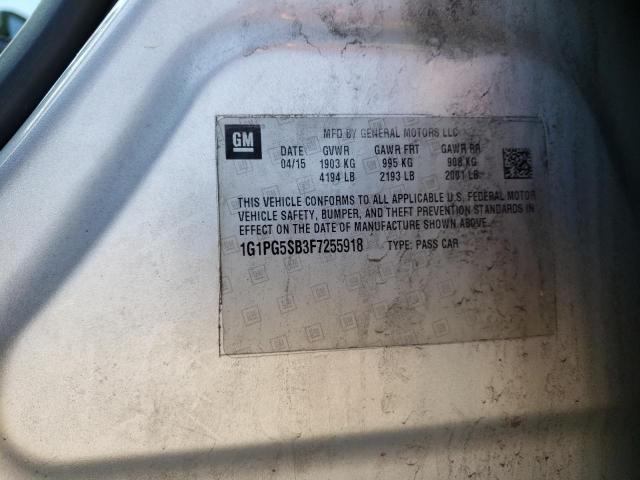 GM
MFD BY GENERAL MOTORS LLC
DATE GVWR GAWR FRT GAWR RR
04/15 1903 KG 995 KG 908 KG
4194 LB 2193 LB 2001 LB
THIS VEHICLE CONFORMS TO ALL APPLICABLE U.S. FEDERAL MOTOR
VEHICLE SAFETY, BUMPER, AND THEFT PREVENTION STANDARDS IN
EFFECT ON THE DATE OF MANUFACTURE SHOWN ABOVE.
1G1PG5SB3F7255918 TYPE: PASS CAR